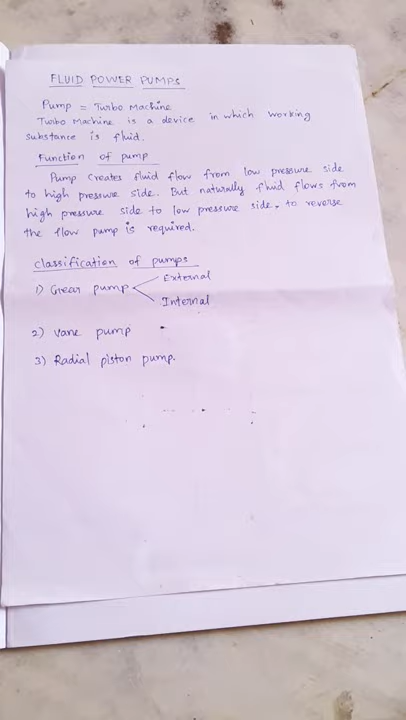 FLUID POWER PUMPS
Pump = Turbo Machine
Turbo Machine is a device in which working
substance is fluid.
Function of pump
Pump creates fluid flow from low pressure side
to high pressure side. But naturally fluid flows from
high pressure side to low pressure side, to reverse
the flow pump is required.
Classification of pumps
External
1) Gear pump
Internal
2) Vane pump
3) Radial piston pump.